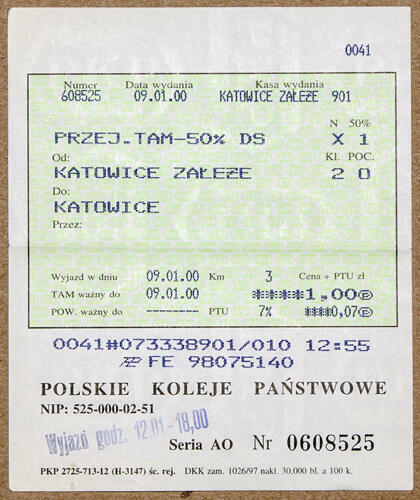 0041
Numer Data wydania Kasa wydania
608525 09.01.00 KATOWICE ZAŁĘŻE 901
N 50%
PRZEJ.TAM-50% DS X 1
Od: Kl. POC.
KATOWICE ZAŁĘŻE 2 0
Do:
KATOWICE
Przez:
Wyjazd w dniu 09.01.00 Km 3 Cena + PTU zł
TAM ważny do 09.01.00 ****1,00
POW. ważny do -------- PTU 7% ***0,07
0041#073338901/010 12:55
FE 98075140
POLSKIE KOLEJE PAŃSTWOWE
NIP: 525-000-02-51
Wyjazd godz. 12.01-18,00
Seria AO Nr 0608525
PKP 2725-713-12 (H-3147) śc. rej. DKK zam. 1026/97 nakł. 30.000 bl. a 100 k.